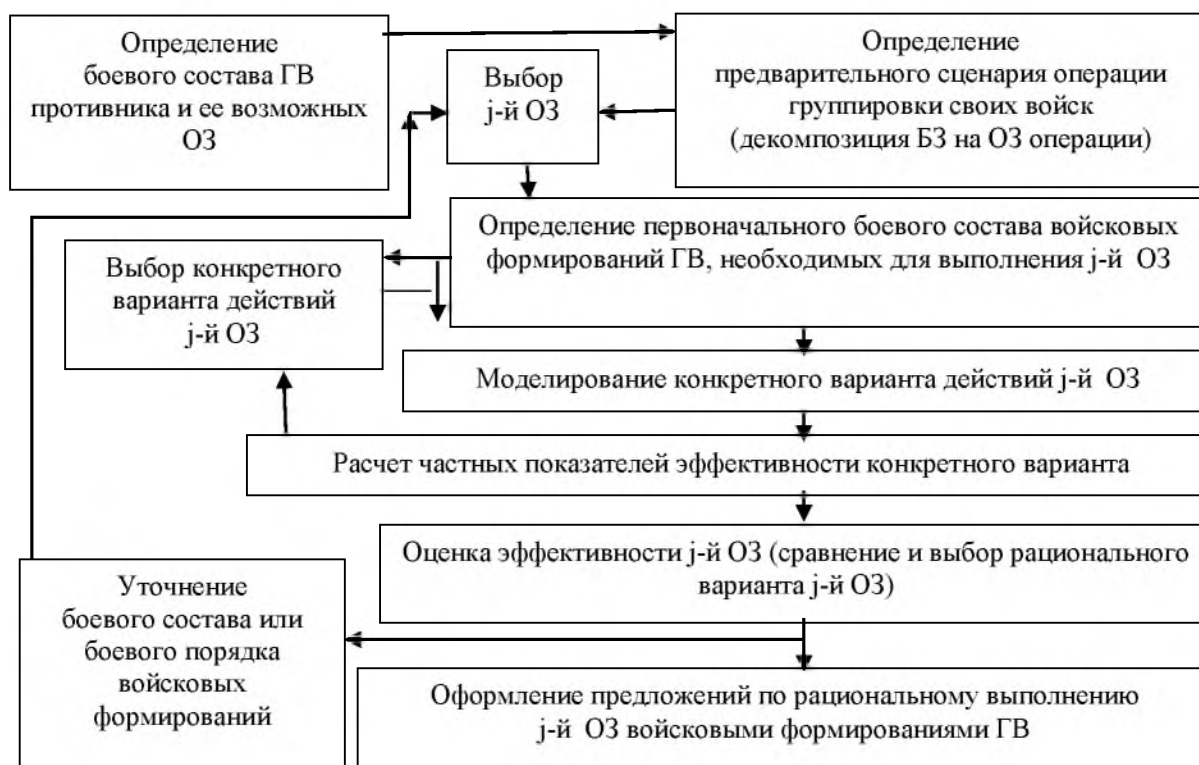 Определение
боевого состава ГВ
противника и ее возможных
ОЗ
Выбор
j-й ОЗ
Определение
предварительного сценария операции
группировки своих войск
(декомпозиция БЗ на ОЗ операции)
Определение первоначального боевого состава войсковых
формирований ГВ, необходимых для выполнения j-й ОЗ
Выбор конкретного
варианта действий
j-й ОЗ
Моделирование конкретного варианта действий j-й ОЗ
Расчет частных показателей эффективности конкретного варианта
Оценка эффективности j-й ОЗ (сравнение и выбор рационального
варианта j-й ОЗ)
Уточнение
боевого состава или
боевого порядка
войсковых
формирований
Оформление предложений по рациональному выполнению
j-й ОЗ войсковыми формированиями ГВ